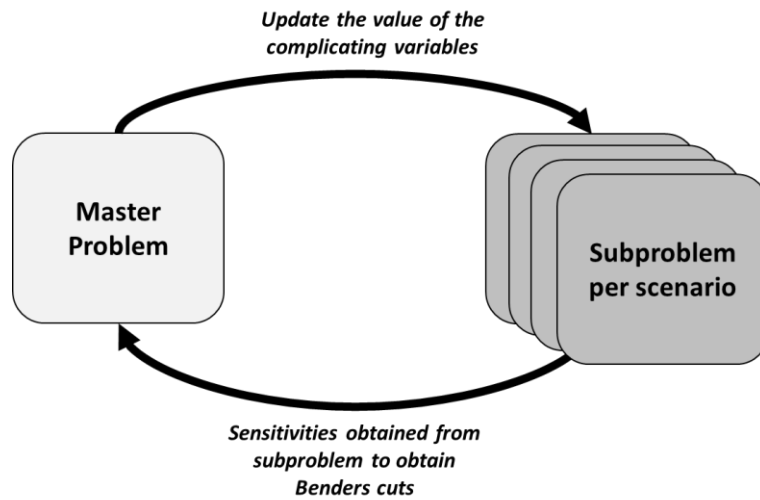 Update the value of the
complicating variables
Master
Problem
Subproblem
per scenario
Sensitivities obtained from
subproblem to obtain
Benders cuts